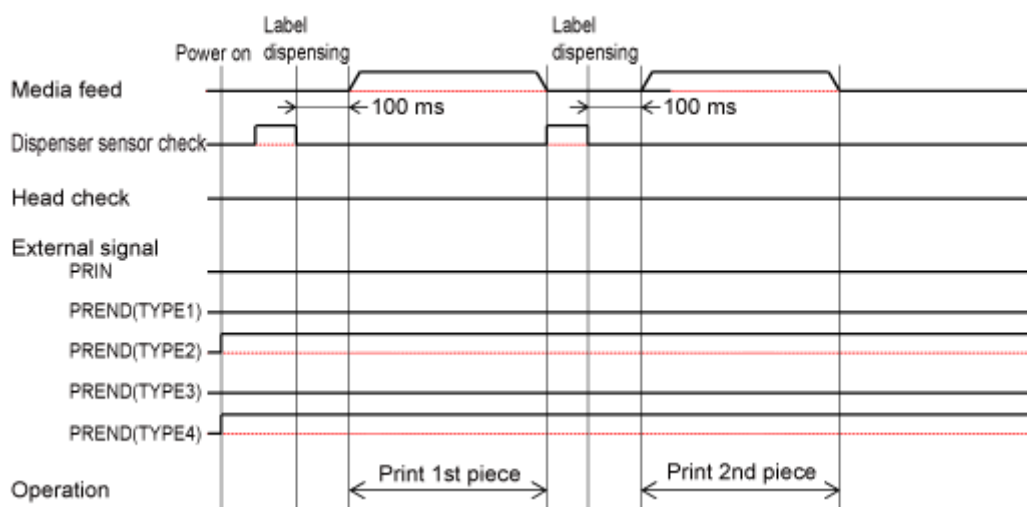 Label
dispensing
Label
dispensing
Power on
Media feed
100 ms
100 ms
Dispenser sensor check
Head check
External signal
PRIN
PREND(TYPE1)
PREND(TYPE2)
PREND(TYPE3)
PREND(TYPE4)
Operation
Print 1st piece
Print 2nd piece